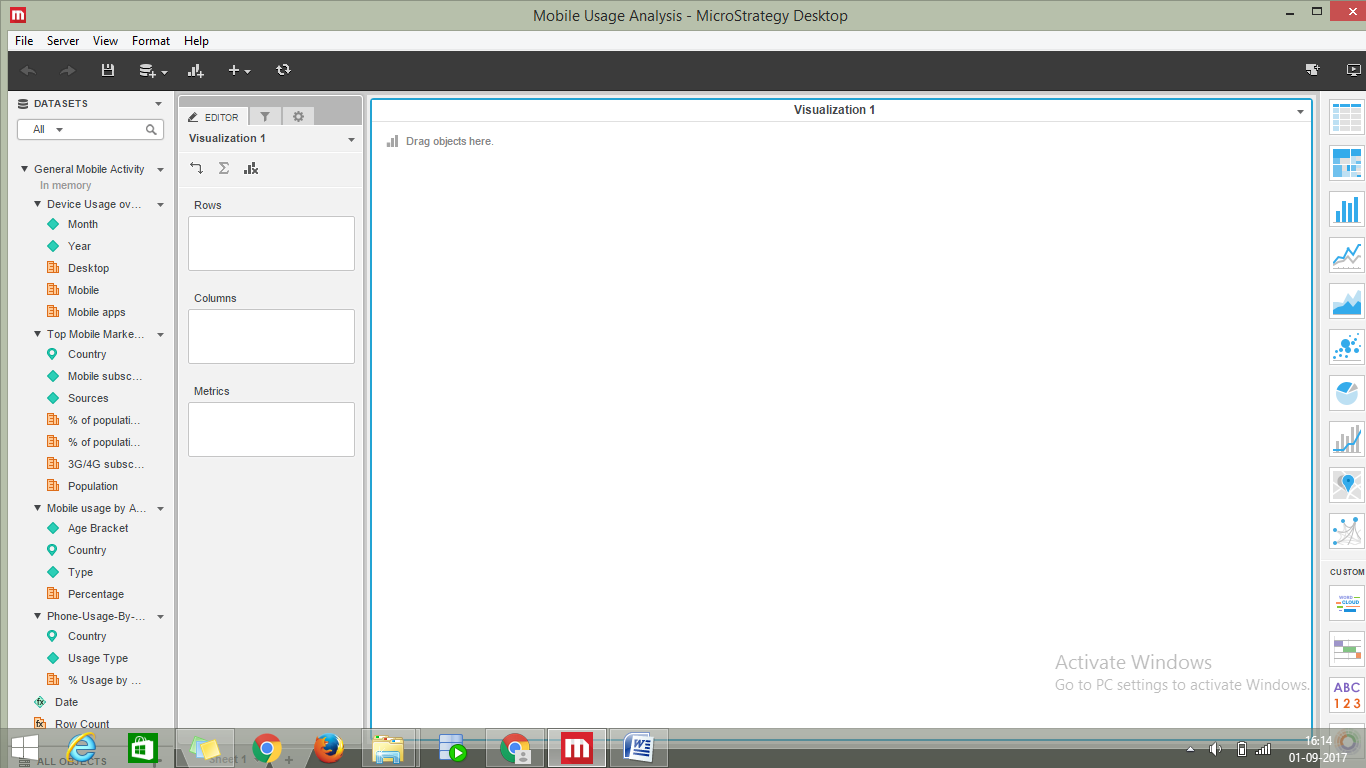 Mobile Usage Analysis - MicroStrategy Desktop
File Server View Format Help
DATASETS
All
General Mobile Activity
In memory
Device Usage ov...
Month
Year
Desktop
Mobile
Mobile apps
Top Mobile Marke...
Country
Mobile subsc...
Sources
% of populati...
% of populati...
3G/4G subsc...
Population
Mobile usage by A...
Age Bracket
Country
Type
Percentage
Phone-Usage-By-...
Country
Usage Type
% Usage by ...
Date
Row Count
ALL OBJECTS
EDITOR
Visualization 1
Rows
Columns
Metrics
Sheet 1
Visualization 1
Drag objects here.
Activate Windows
Go to PC settings to activate Windows.
CUSTOM
WORD
CLOUD
ABC
123
16:14
01-09-2017